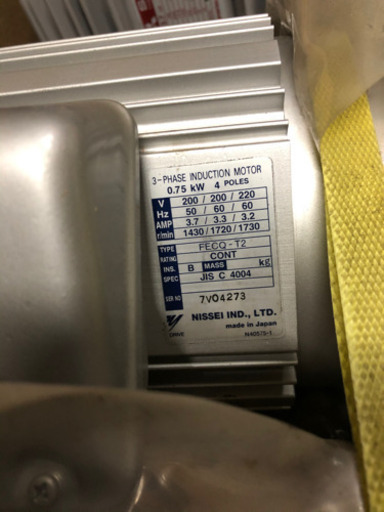 3-PHASE INDUCTION MOTOR
0.75 kW 4 POLES
V 200 / 200 / 220
Hz 50 / 60 / 60
AMP 3.7 / 3.3 / 3.2
r/min 1430 / 1720 / 1730
TYPE FECQ-T2
RATING CONT
INS. B MASS kg
SPEC JIS C 4004
SER NO 7V04273
NISSEI IND., LTD.
made in Japan
DRIVE N40575-1